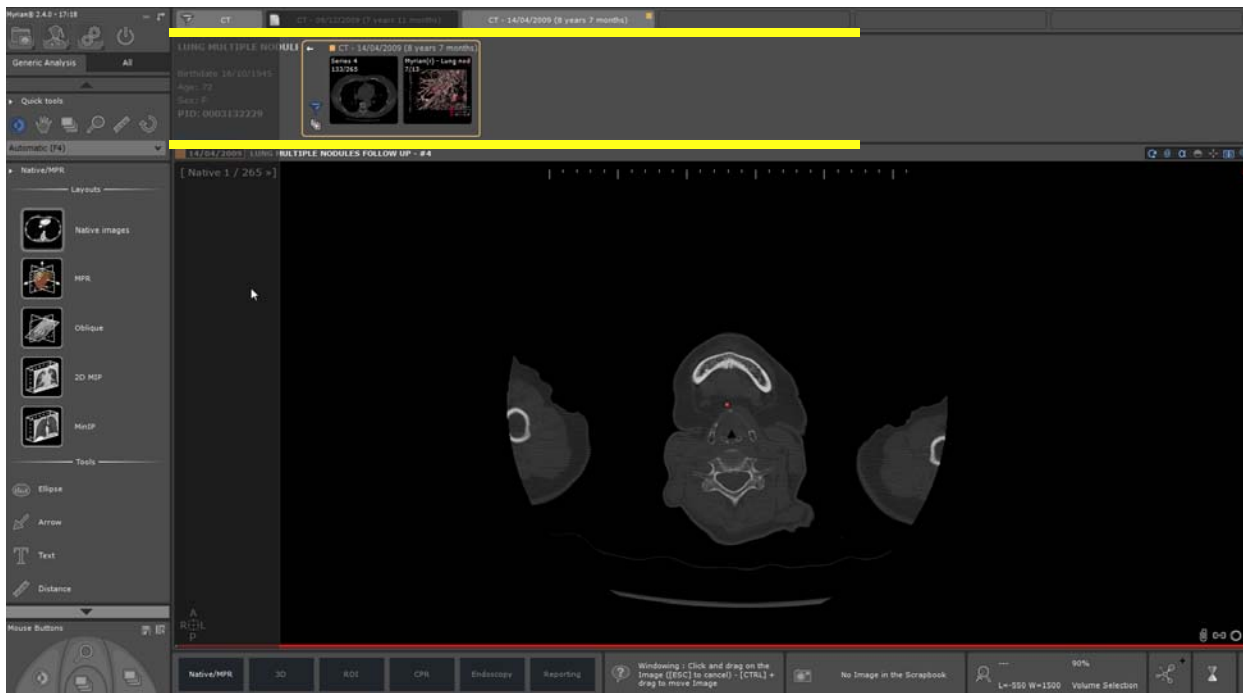 Myrian® 2.4.0 - 17:18
CT
CT - 09/12/2009 (7 years 11 months)
CT - 14/04/2009 (8 years 7 months)
LUNG MULTIPLE NODULI
Birthdate 16/10/1945
Age: 72
Sex: F
PID: 0003132229
CT - 14/04/2009 (8 years 7 months)
Series 4
133/265
Myrian(r) - Lung nod
7/13
Generic Analysis
All
Quick tools
Automatic (F4)
14/04/2009 LUNG MULTIPLE NODULES FOLLOW UP - #4
Native/MPR
[ Native 1 / 265 »]
Layouts
Native images
MPR
Oblique
2D MIP
MinIP
Tools
Ellipse
Arrow
Text
Distance
A
R L
P
Mouse Buttons
Native/MPR
3D
ROI
CPR
Endoscopy
Reporting
Windowing : Click and drag on the
Image ([ESC] to cancel) - [CTRL] +
drag to move Image
No Image in the Scrapbook
---
L=-550 W=1500
90%
Volume Selection